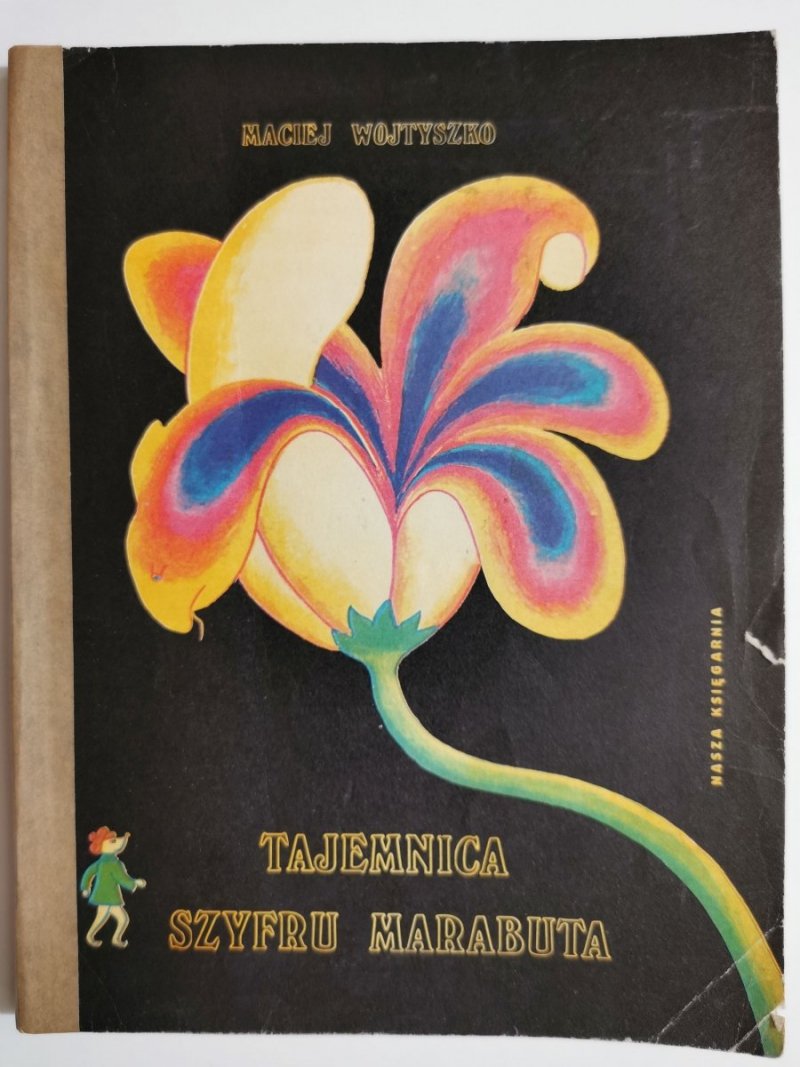 MACIEJ WOJTYSZKO
NASZA KSIĘGARNIA
TAJEMNICA
SZYFRU MARABUTA